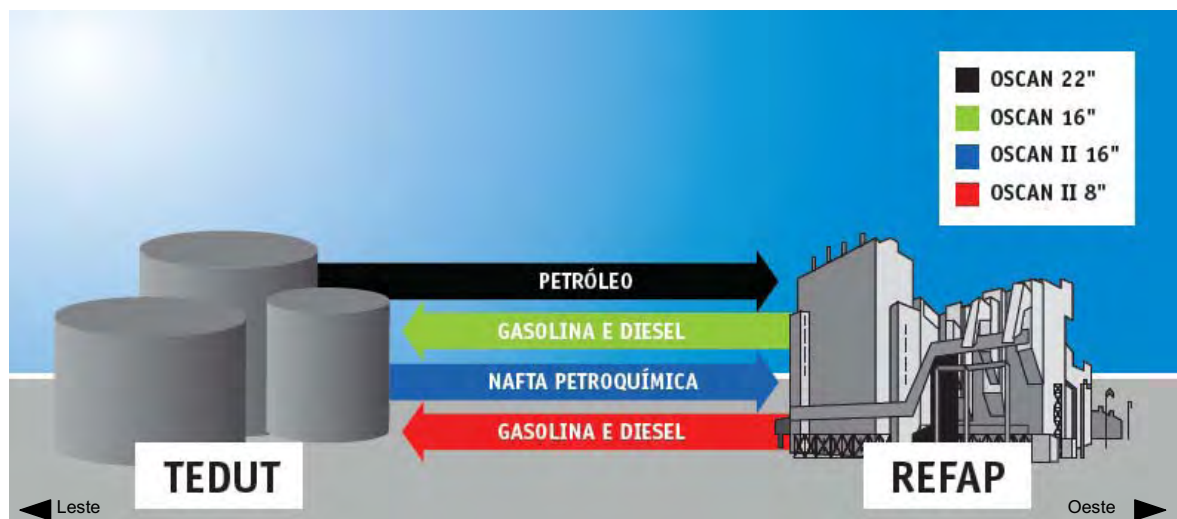 OSCAN 22"
OSCAN 16"
OSCAN II 16"
OSCAN II 8"
PETRÓLEO
GASOLINA E DIESEL
NAFTA PETROQUÍMICA
GASOLINA E DIESEL
TEDUT
REFAP
Leste
Oeste